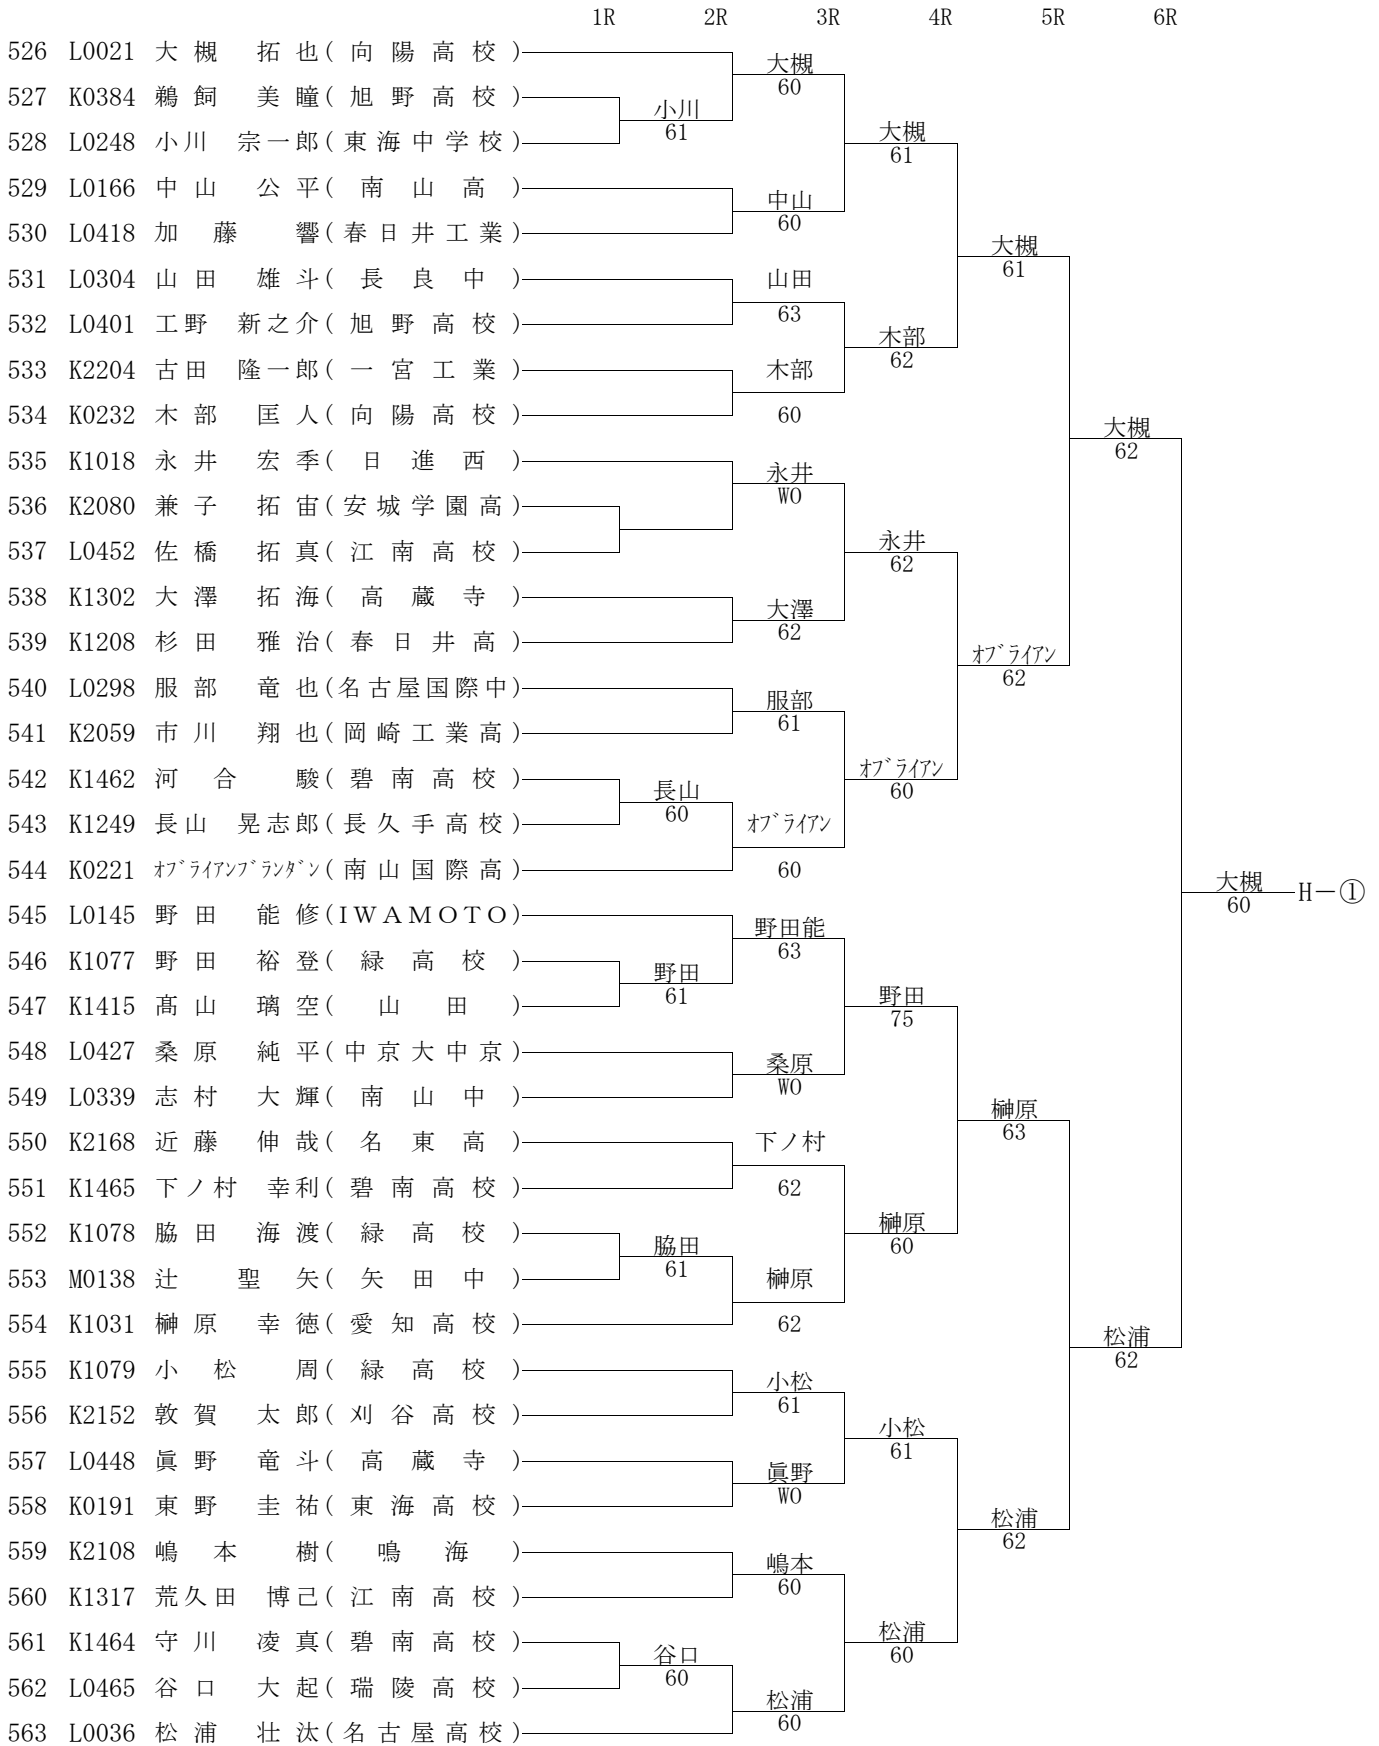 1R 2R 3R 4R 5R 6R
526 L0021 大槻 拓也(向陽高校)
大槻
60
527 K0384 鵜飼 美瞳(旭野高校)
小川
61
528 L0248 小川 宗一郎(東海中学校)
大槻
61
529 L0166 中山 公平(南山高)
中山
60
530 L0418 加藤 響(春日井工業)
大槻
61
531 L0304 山田 雄斗(長良中)
山田
63
532 L0401 工野 新之介(旭野高校)
木部
62
533 K2204 古田 隆一郎(一宮工業)
木部
60
534 K0232 木部 匡人(向陽高校)
大槻
62
535 K1018 永井 宏季(日進西)
永井
WO
536 K2080 兼子 拓宙(安城学園高)
537 L0452 佐橋 拓真(江南高校)
永井
62
538 K1302 大澤 拓海(高蔵寺)
大澤
62
539 K1208 杉田 雅治(春日井高)
オブライアン
62
540 L0298 服部 竜也(名古屋国際中)
服部
61
541 K2059 市川 翔也(岡崎工業高)
オブライアン
60
542 K1462 河合 駿(碧南高校)
長山
60
543 K1249 長山 晃志郎(長久手高校)
オブライアン
60
544 K0221 オブライアンブランダン(南山国際高)
大槻
60
H－①
545 L0145 野田 能修(IWAMOTO)
野田能
63
546 K1077 野田 裕登(緑高校)
野田
61
547 K1415 髙山 璃空(山田)
野田
75
548 L0427 桑原 純平(中京大中京)
桑原
WO
549 L0339 志村 大輝(南山中)
榊原
63
550 K2168 近藤 伸哉(名東高)
下ノ村
62
551 K1465 下ノ村 幸利(碧南高校)
榊原
60
552 K1078 脇田 海渡(緑高校)
脇田
61
553 M0138 辻 聖矢(矢田中)
榊原
62
554 K1031 榊原 幸徳(愛知高校)
松浦
62
555 K1079 小松 周(緑高校)
小松
61
556 K2152 敦賀 太郎(刈谷高校)
小松
61
557 L0448 眞野 竜斗(高蔵寺)
眞野
WO
558 K0191 東野 圭祐(東海高校)
松浦
62
559 K2108 嶋本 樹(鳴海)
嶋本
60
560 K1317 荒久田 博己(江南高校)
松浦
60
561 K1464 守川 凌真(碧南高校)
谷口
60
562 L0465 谷口 大起(瑞陵高校)
松浦
60
563 L0036 松浦 壮汰(名古屋高校)